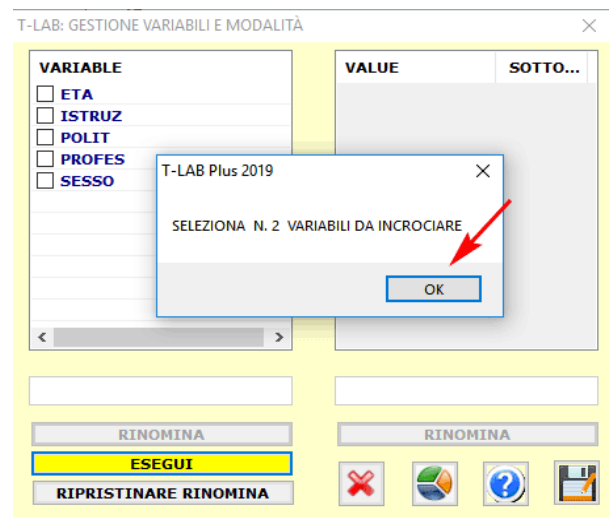 T-LAB: GESTIONE VARIABILI E MODALITÀ
VARIABLE
ETA
ISTRUZ
POLIT
PROFES
SESSO
VALUE SOTTO...
T-LAB Plus 2019
SELEZIONA N. 2 VARIABILI DA INCROCIARE
OK
RINOMINA
ESEGUI
RIPRISTINARE RINOMINA
RINOMINA